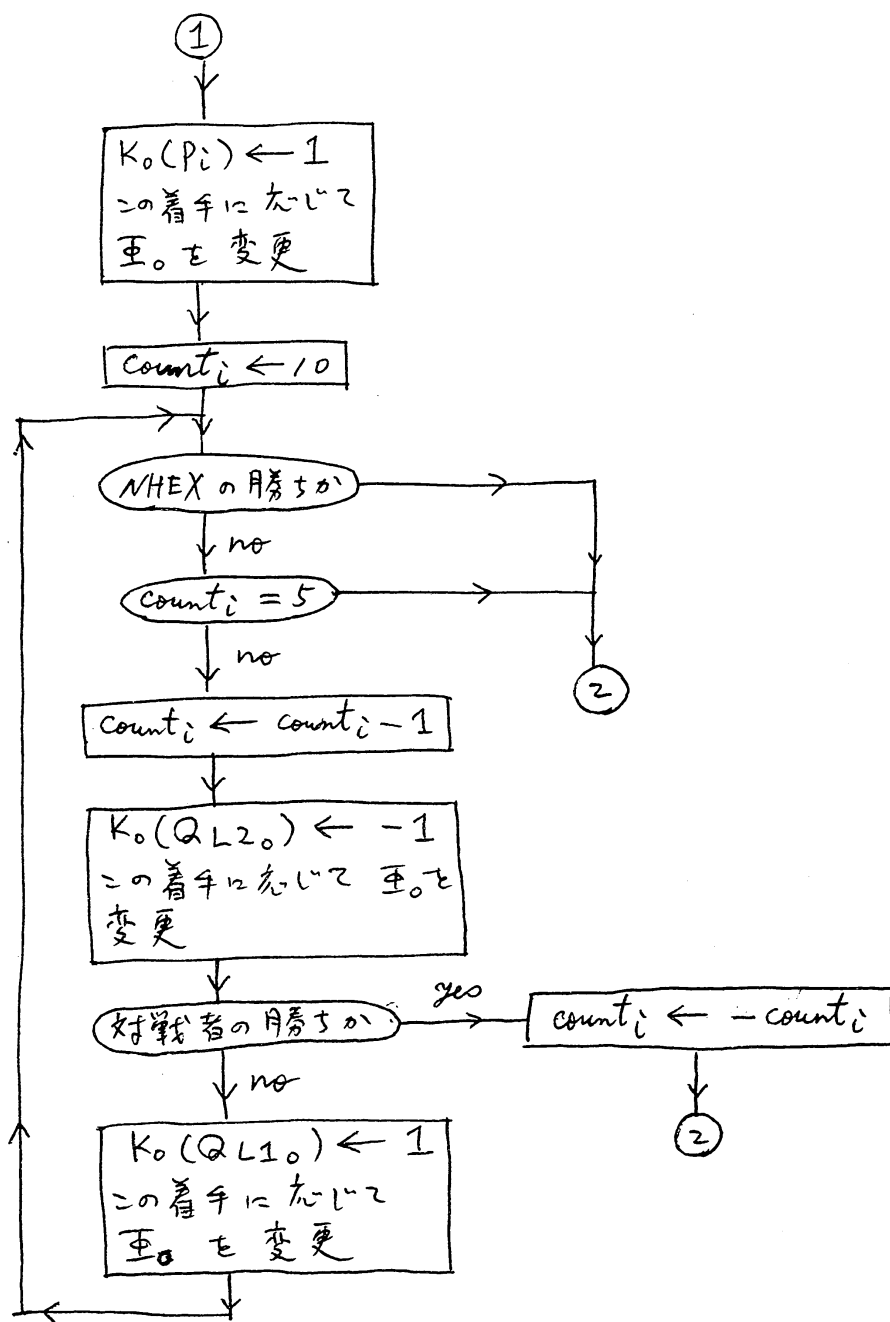 1
K₀(Pi) ← 1
この着手に応じて
王₀を変更
countᵢ ← 10
NHEXの勝ちか
no
countᵢ = 5
no
2
countᵢ ← countᵢ - 1
K₀(QL2₀) ← -1
この着手に応じて 王₀を
変更
対戦者の勝ちか
yes
countᵢ ← -countᵢ
no
2
K₀(QL1₀) ← 1
この着手に応じて
王₀を変更